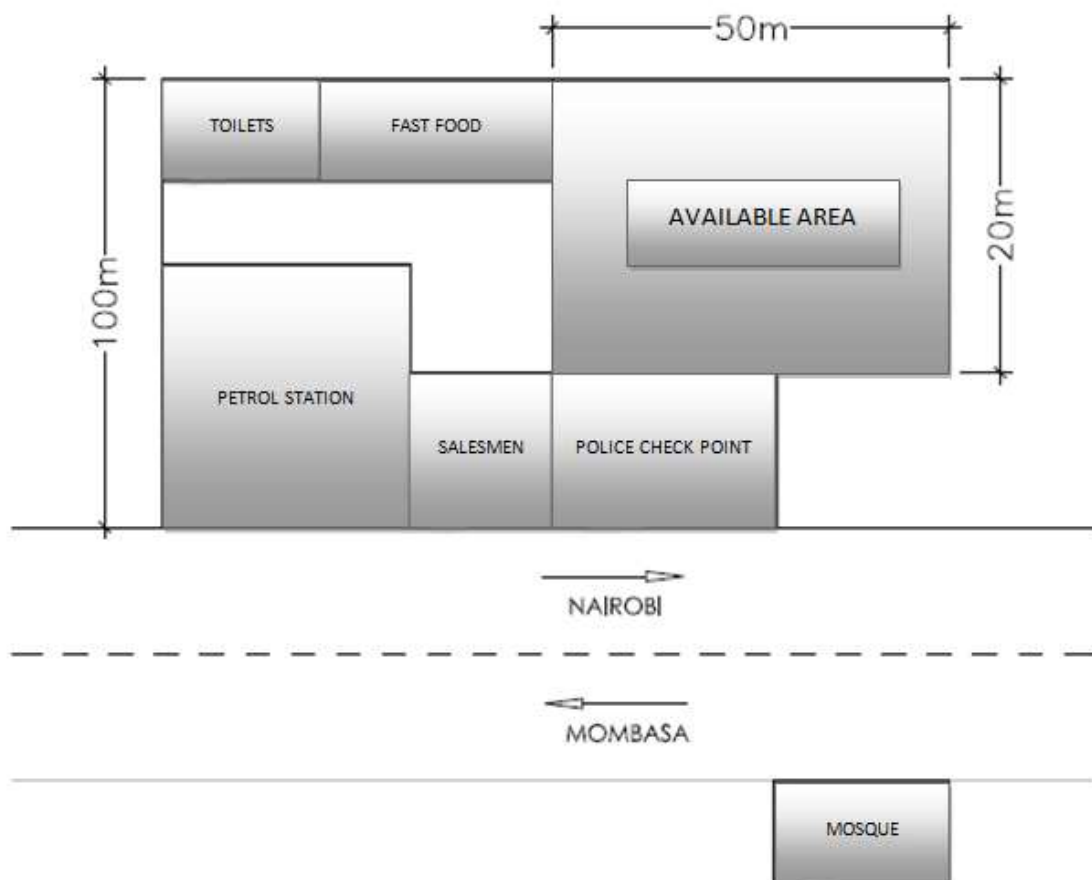 50m
TOILETS
FAST FOOD
AVAILABLE AREA
20m
100m
PETROL STATION
SALESMEN
POLICE CHECK POINT
NAIROBI
MOMBASA
MOSQUE